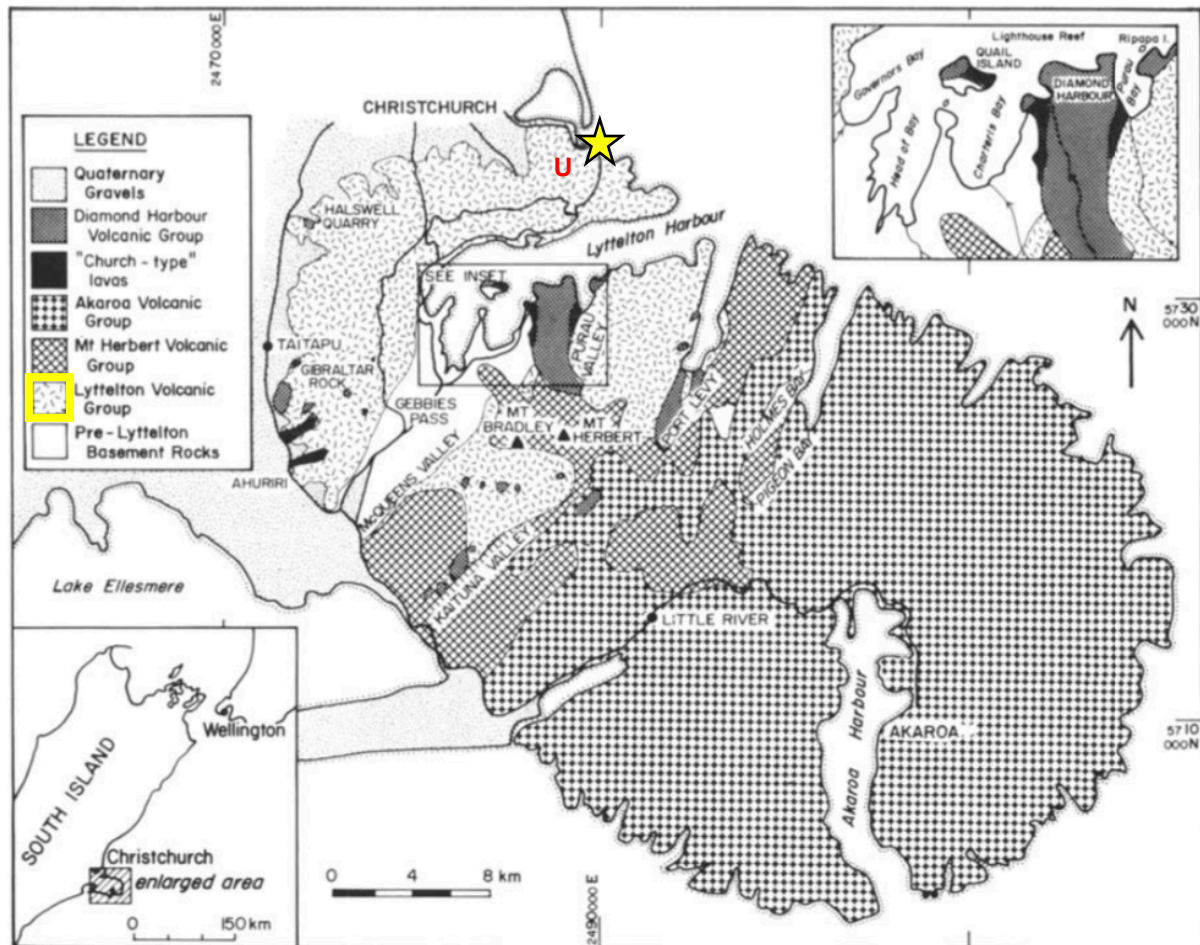 2470 000 E
CHRISTCHURCH
U
LEGEND
Quaternary
Gravels
Diamond Harbour
Volcanic Group
"Church - type"
lavas
Akaroa Volcanic
Group
Mt Herbert Volcanic
Group
Lyttelton Volcanic
Group
Pre-Lyttelton
Basement Rocks
HALSWELL
QUARRY
Lyttelton Harbour
SEE INSET
TAITAPU
GIBRALTAR
ROCK
GEBBIES
PASS
PURAU
VALLEY
MT
BRADLEY
MT
HERBERT
PORT LEVY
HOLMES BAY
PIGEON BAY
McQUEENS VALLEY
AHURIRI
KAITUNA VALLEY
Lake Ellesmere
LITTLE RIVER
Akaroa Harbour
AKAROA
Lighthouse Reef
Ripapa I.
QUAIL
ISLAND
Governors Bay
DIAMOND
HARBOUR
Purau
Bay
Head of Bay
Charteris Bay
N
5730
000N
5710
000N
Wellington
SOUTH ISLAND
Christchurch
enlarged area
0 150 km
0 4 8 km
2490000 E